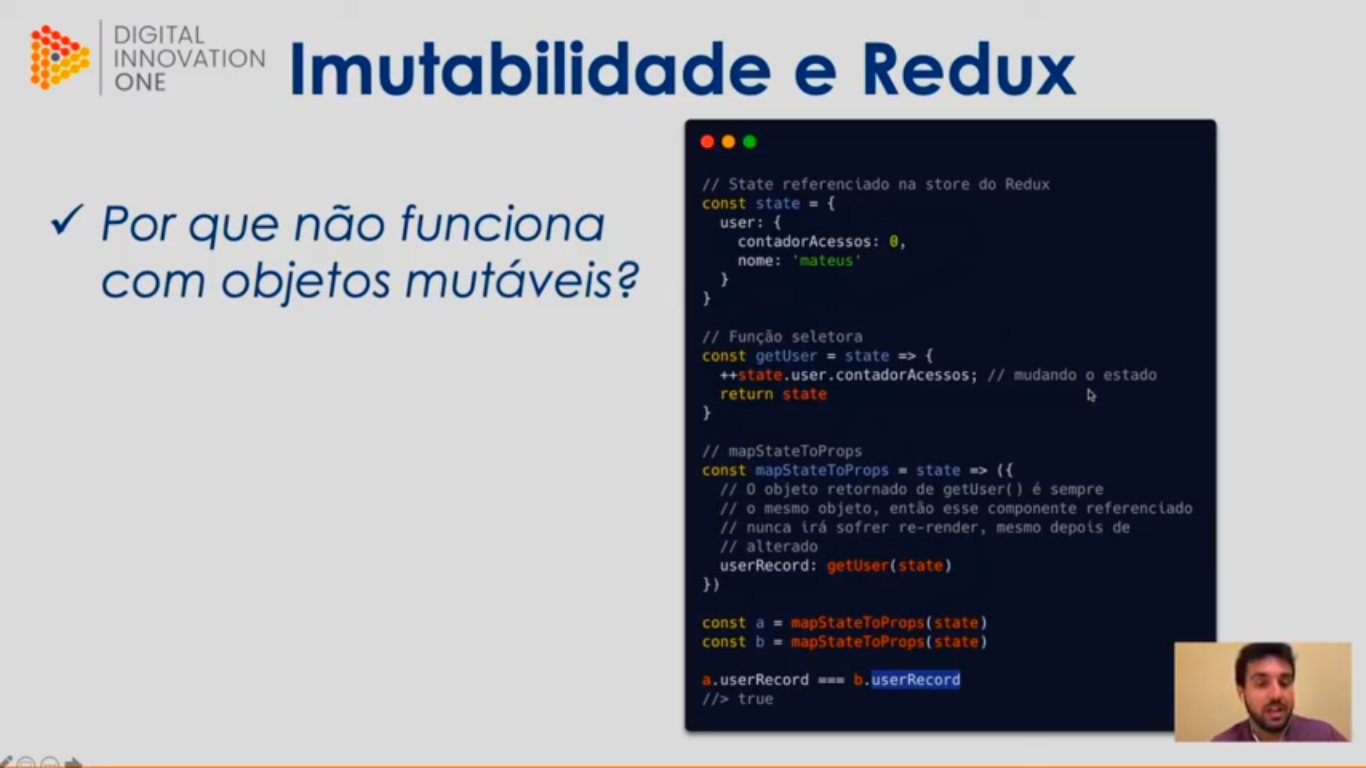 DIGITAL
INNOVATION
ONE
Imutabilidade e Redux
✓ Por que não funciona
com objetos mutáveis?
// State referenciado na store do Redux
const state = {
  user: {
    contadorAcessos: 0,
    nome: 'mateus'
  }
}
// Função seletora
const getUser = state => {
  ++state.user.contadorAcessos; // mudando o estado
  return state
}
// mapStateToProps
const mapStateToProps = state => ({
  // O objeto retornado de getUser() é sempre
  // o mesmo objeto, então esse componente referenciado
  // nunca irá sofrer re-render, mesmo depois de
  // alterado
  userRecord: getUser(state)
})
const a = mapStateToProps(state)
const b = mapStateToProps(state)
a.userRecord === b.userRecord
//> true